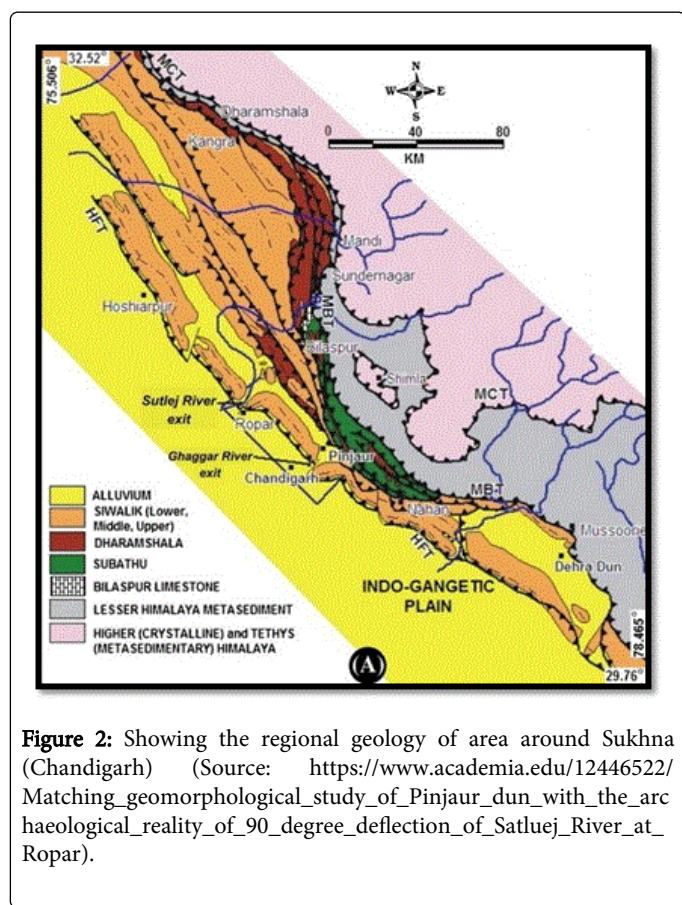 32.52°
75.506°
MCT
N
W E
S
Dharamshala
0 40 80
KM
Kangra
HFT
Mandi
Sundernagar
Hoshiarpur
MBT
Bilaspur
Shimla
MCT
Sutlej River
exit
Ropar
Ghaggar River
exit
Pinjaur
Chandigarh
MBT
Nahan
Mussoorie
HFT
Dehra Dun
INDO-GANGETIC
PLAIN
78.465°
29.76°
ALLUVIUM
SIWALIK (Lower,
Middle, Upper)
DHARAMSHALA
SUBATHU
BILASPUR LIMESTONE
LESSER HIMALAYA METASEDIMENT
HIGHER (CRYSTALLINE) and TETHYS
(METASEDIMENTARY) HIMALAYA
A
Figure 2: Showing the regional geology of area around Sukhna
(Chandigarh) (Source: https://www.academia.edu/12446522/
Matching_geomorphological_study_of_Pinjaur_dun_with_the_arc
haeological_reality_of_90_degree_deflection_of_Satluej_River_at_
Ropar).